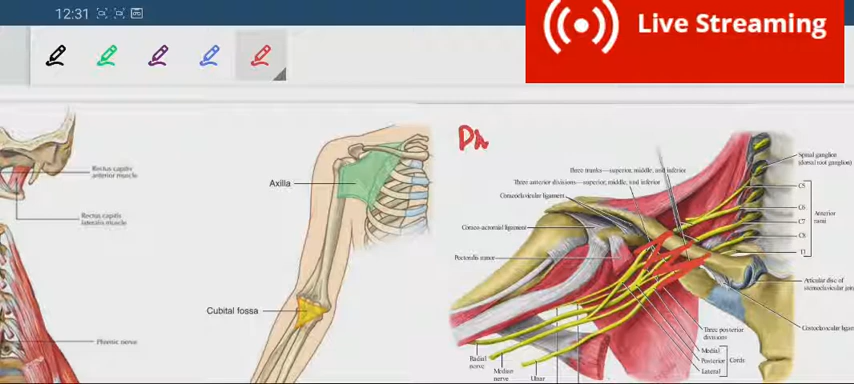 12:31
Live Streaming
Rectus capitis
anterior muscle
Rectus capitis
lateralis muscle
Phrenic nerve
Axilla
Cubital fossa
Three trunks—superior, middle, and inferior
Three anterior divisions—superior, middle, and inferior
Coracoclavicular ligament
Coraco-acromial ligament
Pectoralis minor
Spinal ganglion
(dorsal root ganglion)
C5
C6
C7
C8
T1
Anterior
rami
Articular disc of
sternoclavicular
Costoclavicular
Three posterior
divisions
Medial
Posterior
Lateral
Cords
Radial
nerve
Median
nerve
Ulnar